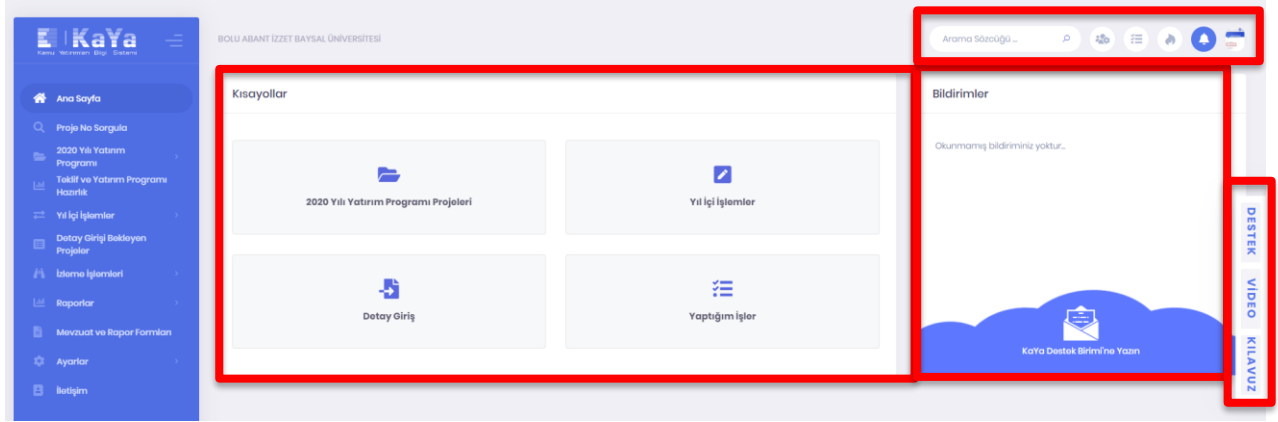 KaYa
Kamu Yatırımları Bilgi Sistemi
BOLU ABANT İZZET BAYSAL ÜNİVERSİTESİ
Arama Sözcüğü ...
Ana Sayfa
Proje No Sorgula
2020 Yılı Yatırım
Programı
Teklif ve Yatırım Programı
Hazırlık
Yıl İçi İşlemler
Detay Girişi Bekleyen
Projeler
İzleme İşlemleri
Raporlar
Mevzuat ve Rapor Formları
Ayarlar
İletişim
Kısayollar
2020 Yılı Yatırım Programı Projeleri
Yıl İçi İşlemler
Detay Giriş
Yaptığım İşler
Bildirimler
Okunmamış bildiriminiz yoktur...
KaYa Destek Birimi'ne Yazın
DESTEK
VİDEO
KILAVUZ